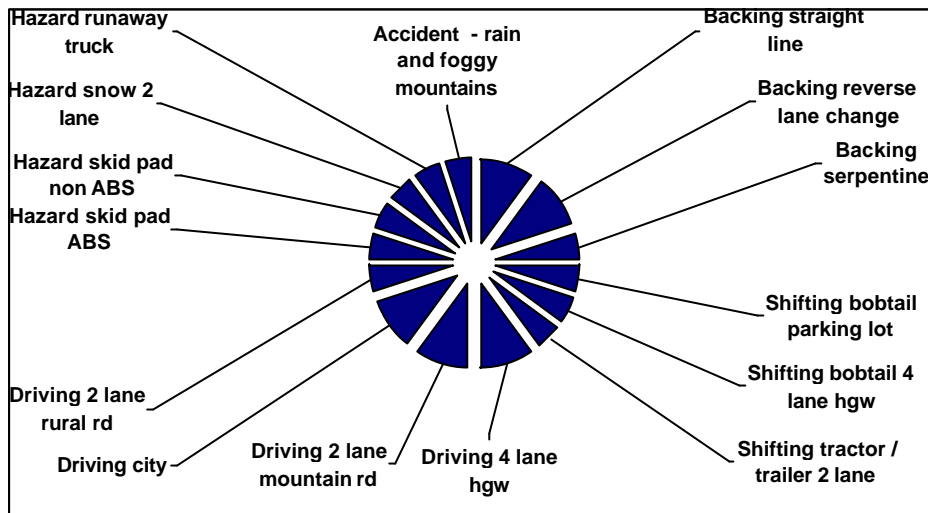 Hazard runaway
truck
Accident - rain
and foggy
mountains
Backing straight
line
Hazard snow 2
lane
Backing reverse
lane change
Hazard skid pad
non ABS
Backing
serpentine
Hazard skid pad
ABS
Shifting bobtail
parking lot
Driving 2 lane
rural rd
Shifting bobtail 4
lane hgw
Driving city
Driving 2 lane
mountain rd
Driving 4 lane
hgw
Shifting tractor /
trailer 2 lane